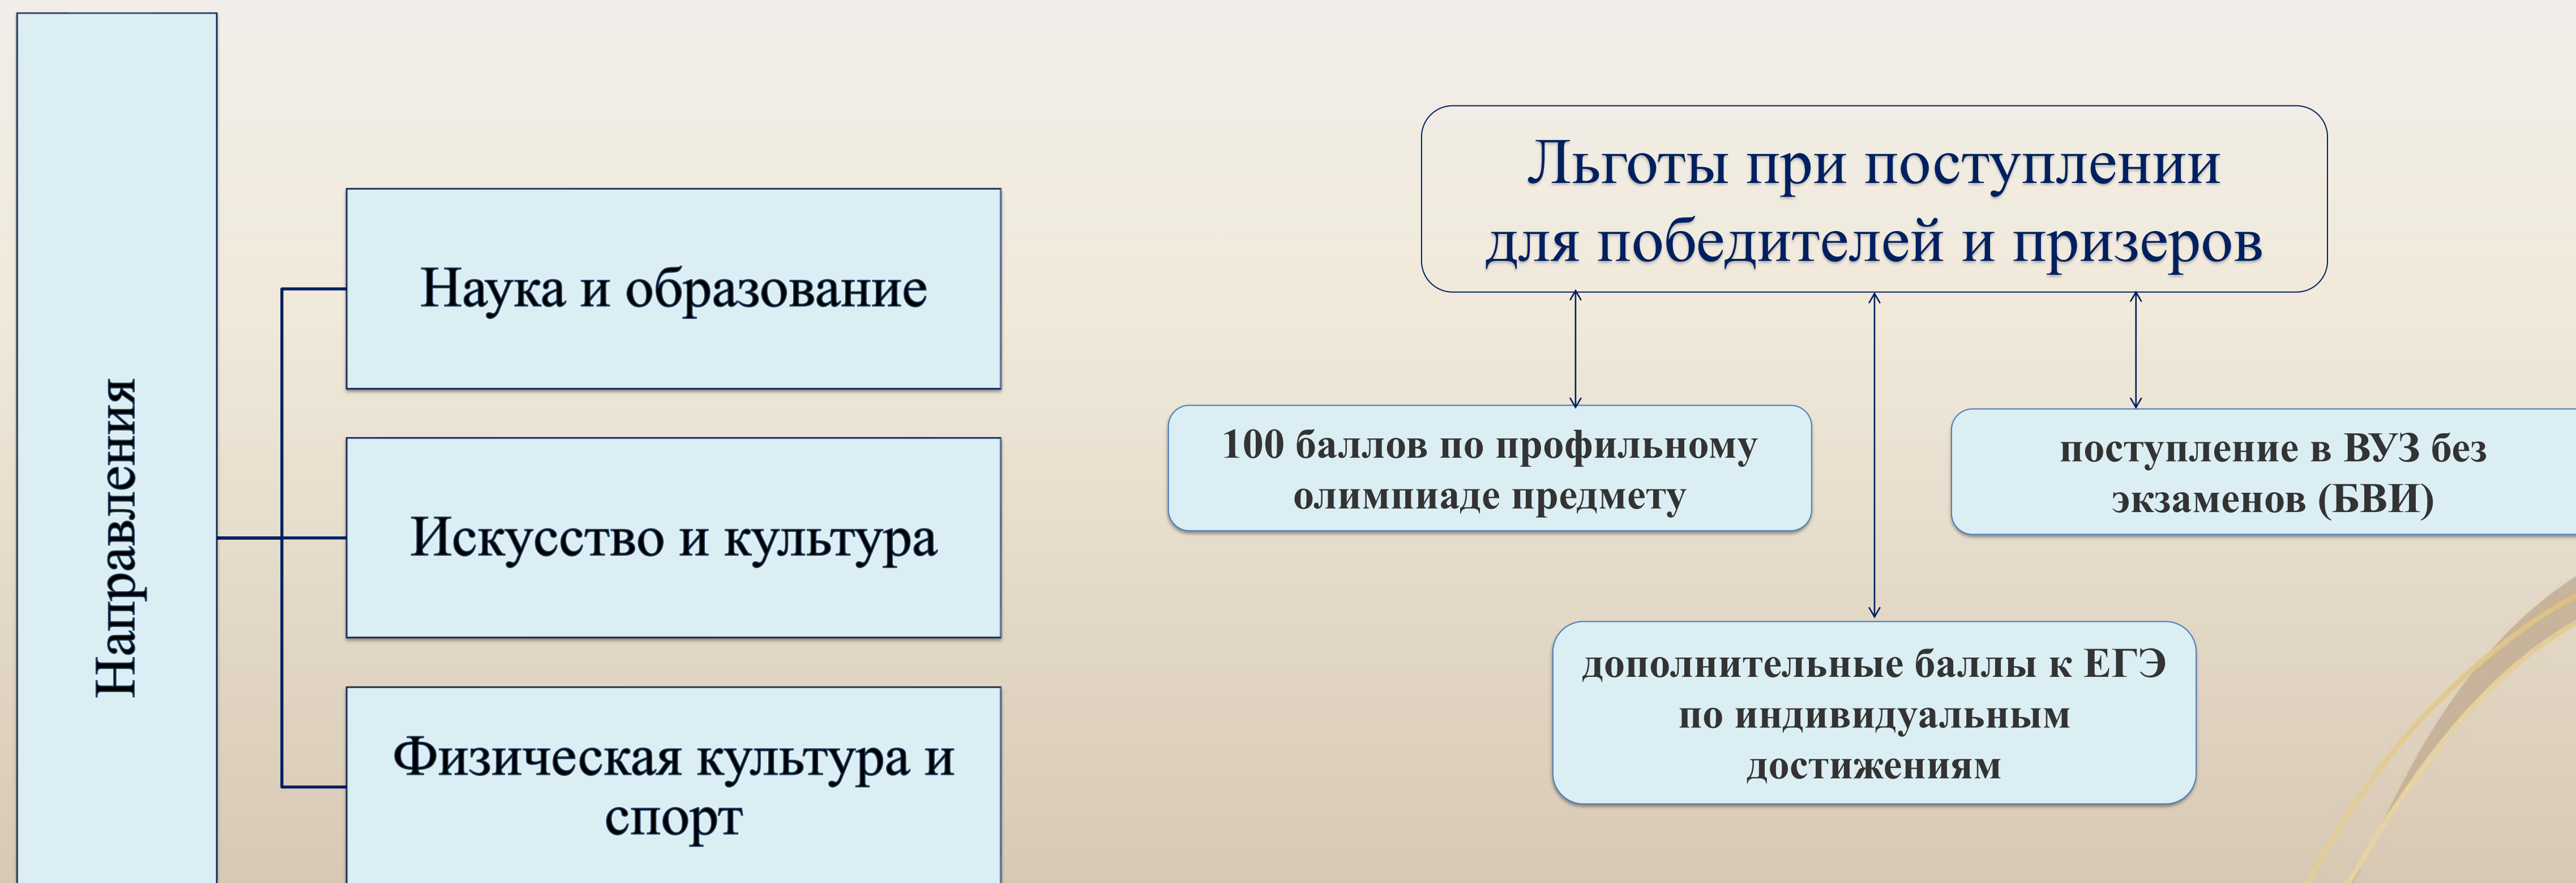 Направления
Наука и образование
Искусство и культура
Физическая культура и
спорт
Льготы при поступлении
для победителей и призеров
100 баллов по профильному
олимпиаде предмету
поступление в ВУЗ без
экзаменов (БВИ)
дополнительные баллы к ЕГЭ
по индивидуальным
достижениям